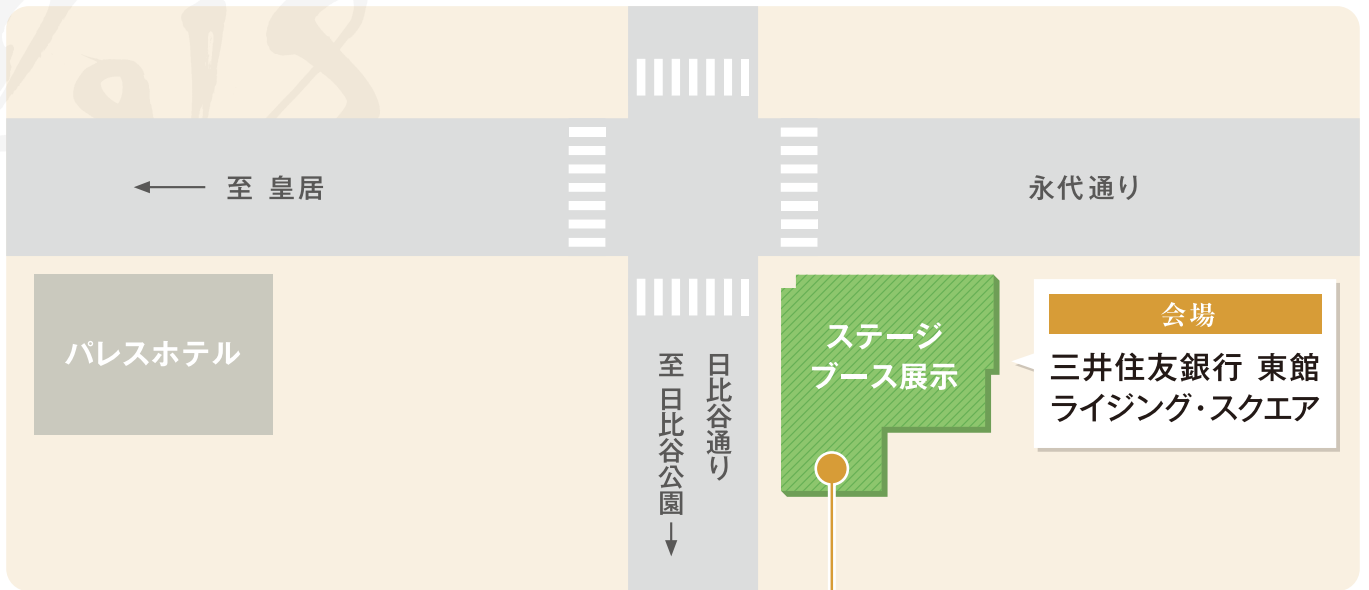 2018
至 皇居
永代通り
パレスホテル
ステージ
ブース展示
会場
三井住友銀行 東館
ライジング・スクエア
日比谷通り
至 日比谷公園